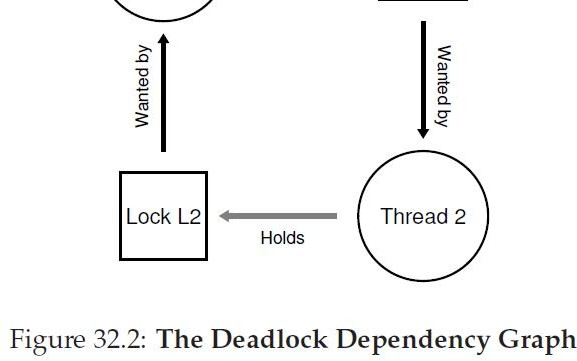 Wanted by
Wanted by
Lock L2
Holds
Thread 2
Figure 32.2: The Deadlock Dependency Graph